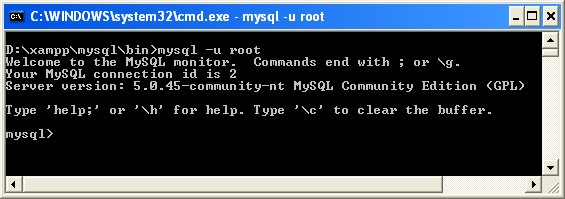 C:\WINDOWS\system32\cmd.exe - mysql -u root
D:\xampp\mysql\bin>mysql -u root
Welcome to the MySQL monitor.  Commands end with ; or \g.
Your MySQL connection id is 2
Server version: 5.0.45-community-nt MySQL Community Edition (GPL)
Type 'help;' or '\h' for help. Type '\c' to clear the buffer.
mysql>